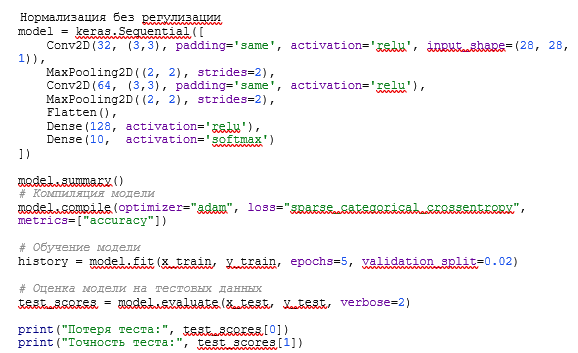 Нормализация без регулизации
model = keras.Sequential([
    Conv2D(32, (3,3), padding='same', activation='relu', input_shape=(28, 28,
1)),
    MaxPooling2D((2, 2), strides=2),
    Conv2D(64, (3,3), padding='same', activation='relu'),
    MaxPooling2D((2, 2), strides=2),
    Flatten(),
    Dense(128, activation='relu'),
    Dense(10,  activation='softmax')
])
model.summary()
# Компиляция модели
model.compile(optimizer="adam", loss="sparse_categorical_crossentropy",
metrics=["accuracy"])
# Обучение модели
history = model.fit(x_train, y_train, epochs=5, validation_split=0.02)
# Оценка модели на тестовых данных
test_scores = model.evaluate(x_test, y_test, verbose=2)
print("Потеря теста:", test_scores[0])
print("Точность теста:", test_scores[1])